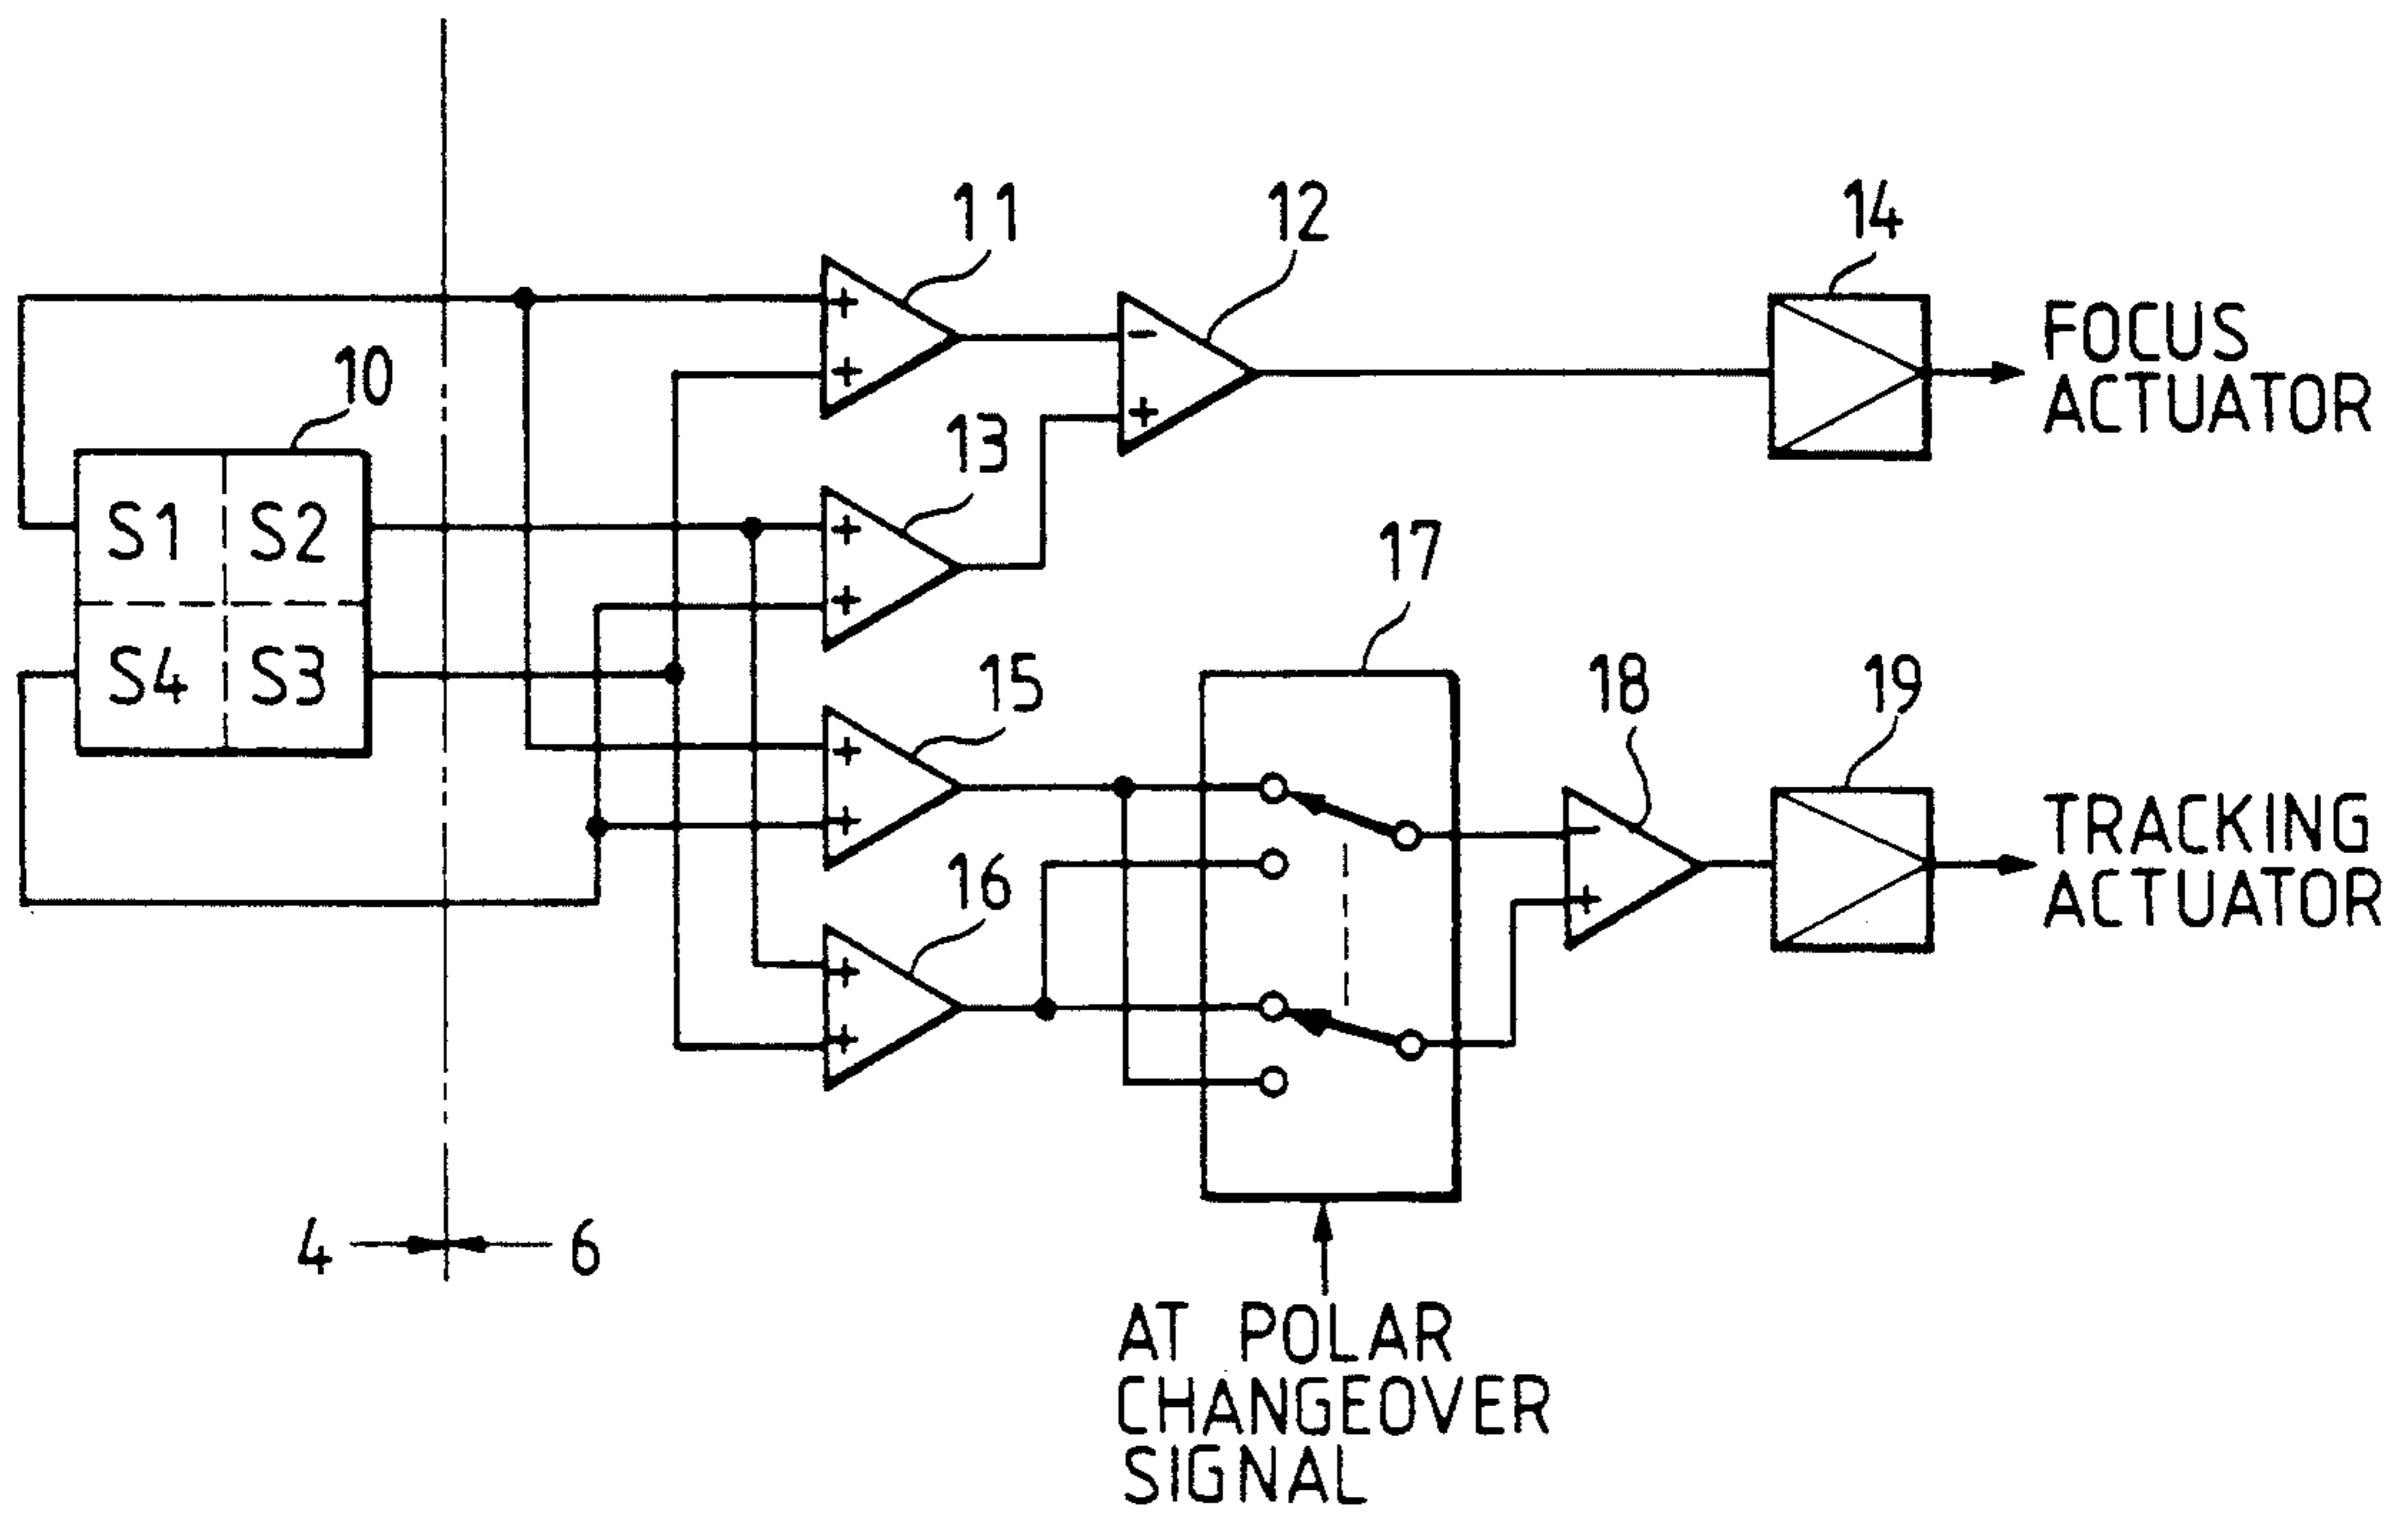 11
12
14
+
+
-
+
FOCUS
ACTUATOR
10
13
S1 S2
S4 S3
+
+
17
15
+
+
18
19
-
+
TRACKING
ACTUATOR
16
+
+
4
6
AT POLAR
CHANGEOVER
SIGNAL